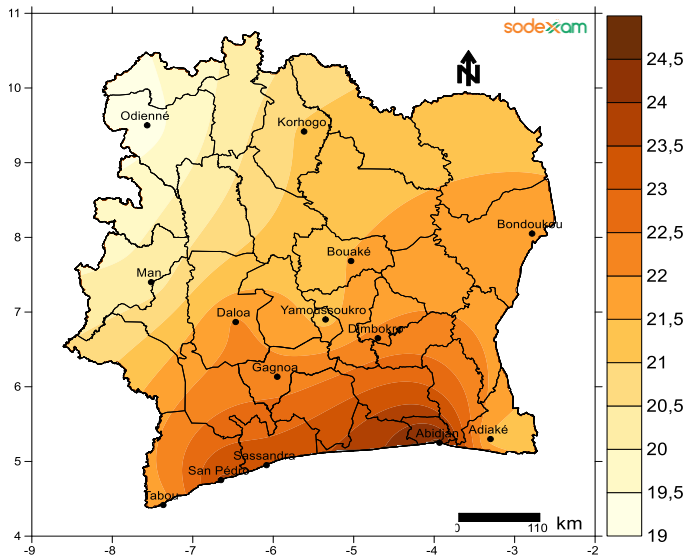 sodexam
N
Odienné
Korhogo
Bondoukou
Bouaké
Man
Daloa
Yamoussoukro
Dimbokro
Gagnoa
Abidjan
Adiaké
Sassandra
San Pédro
Tabou
0 110 km
11
10
9
8
7
6
5
4
-9 -8 -7 -6 -5 -4 -3 -2
24,5
24
23,5
23
22,5
22
21,5
21
20,5
20
19,5
19